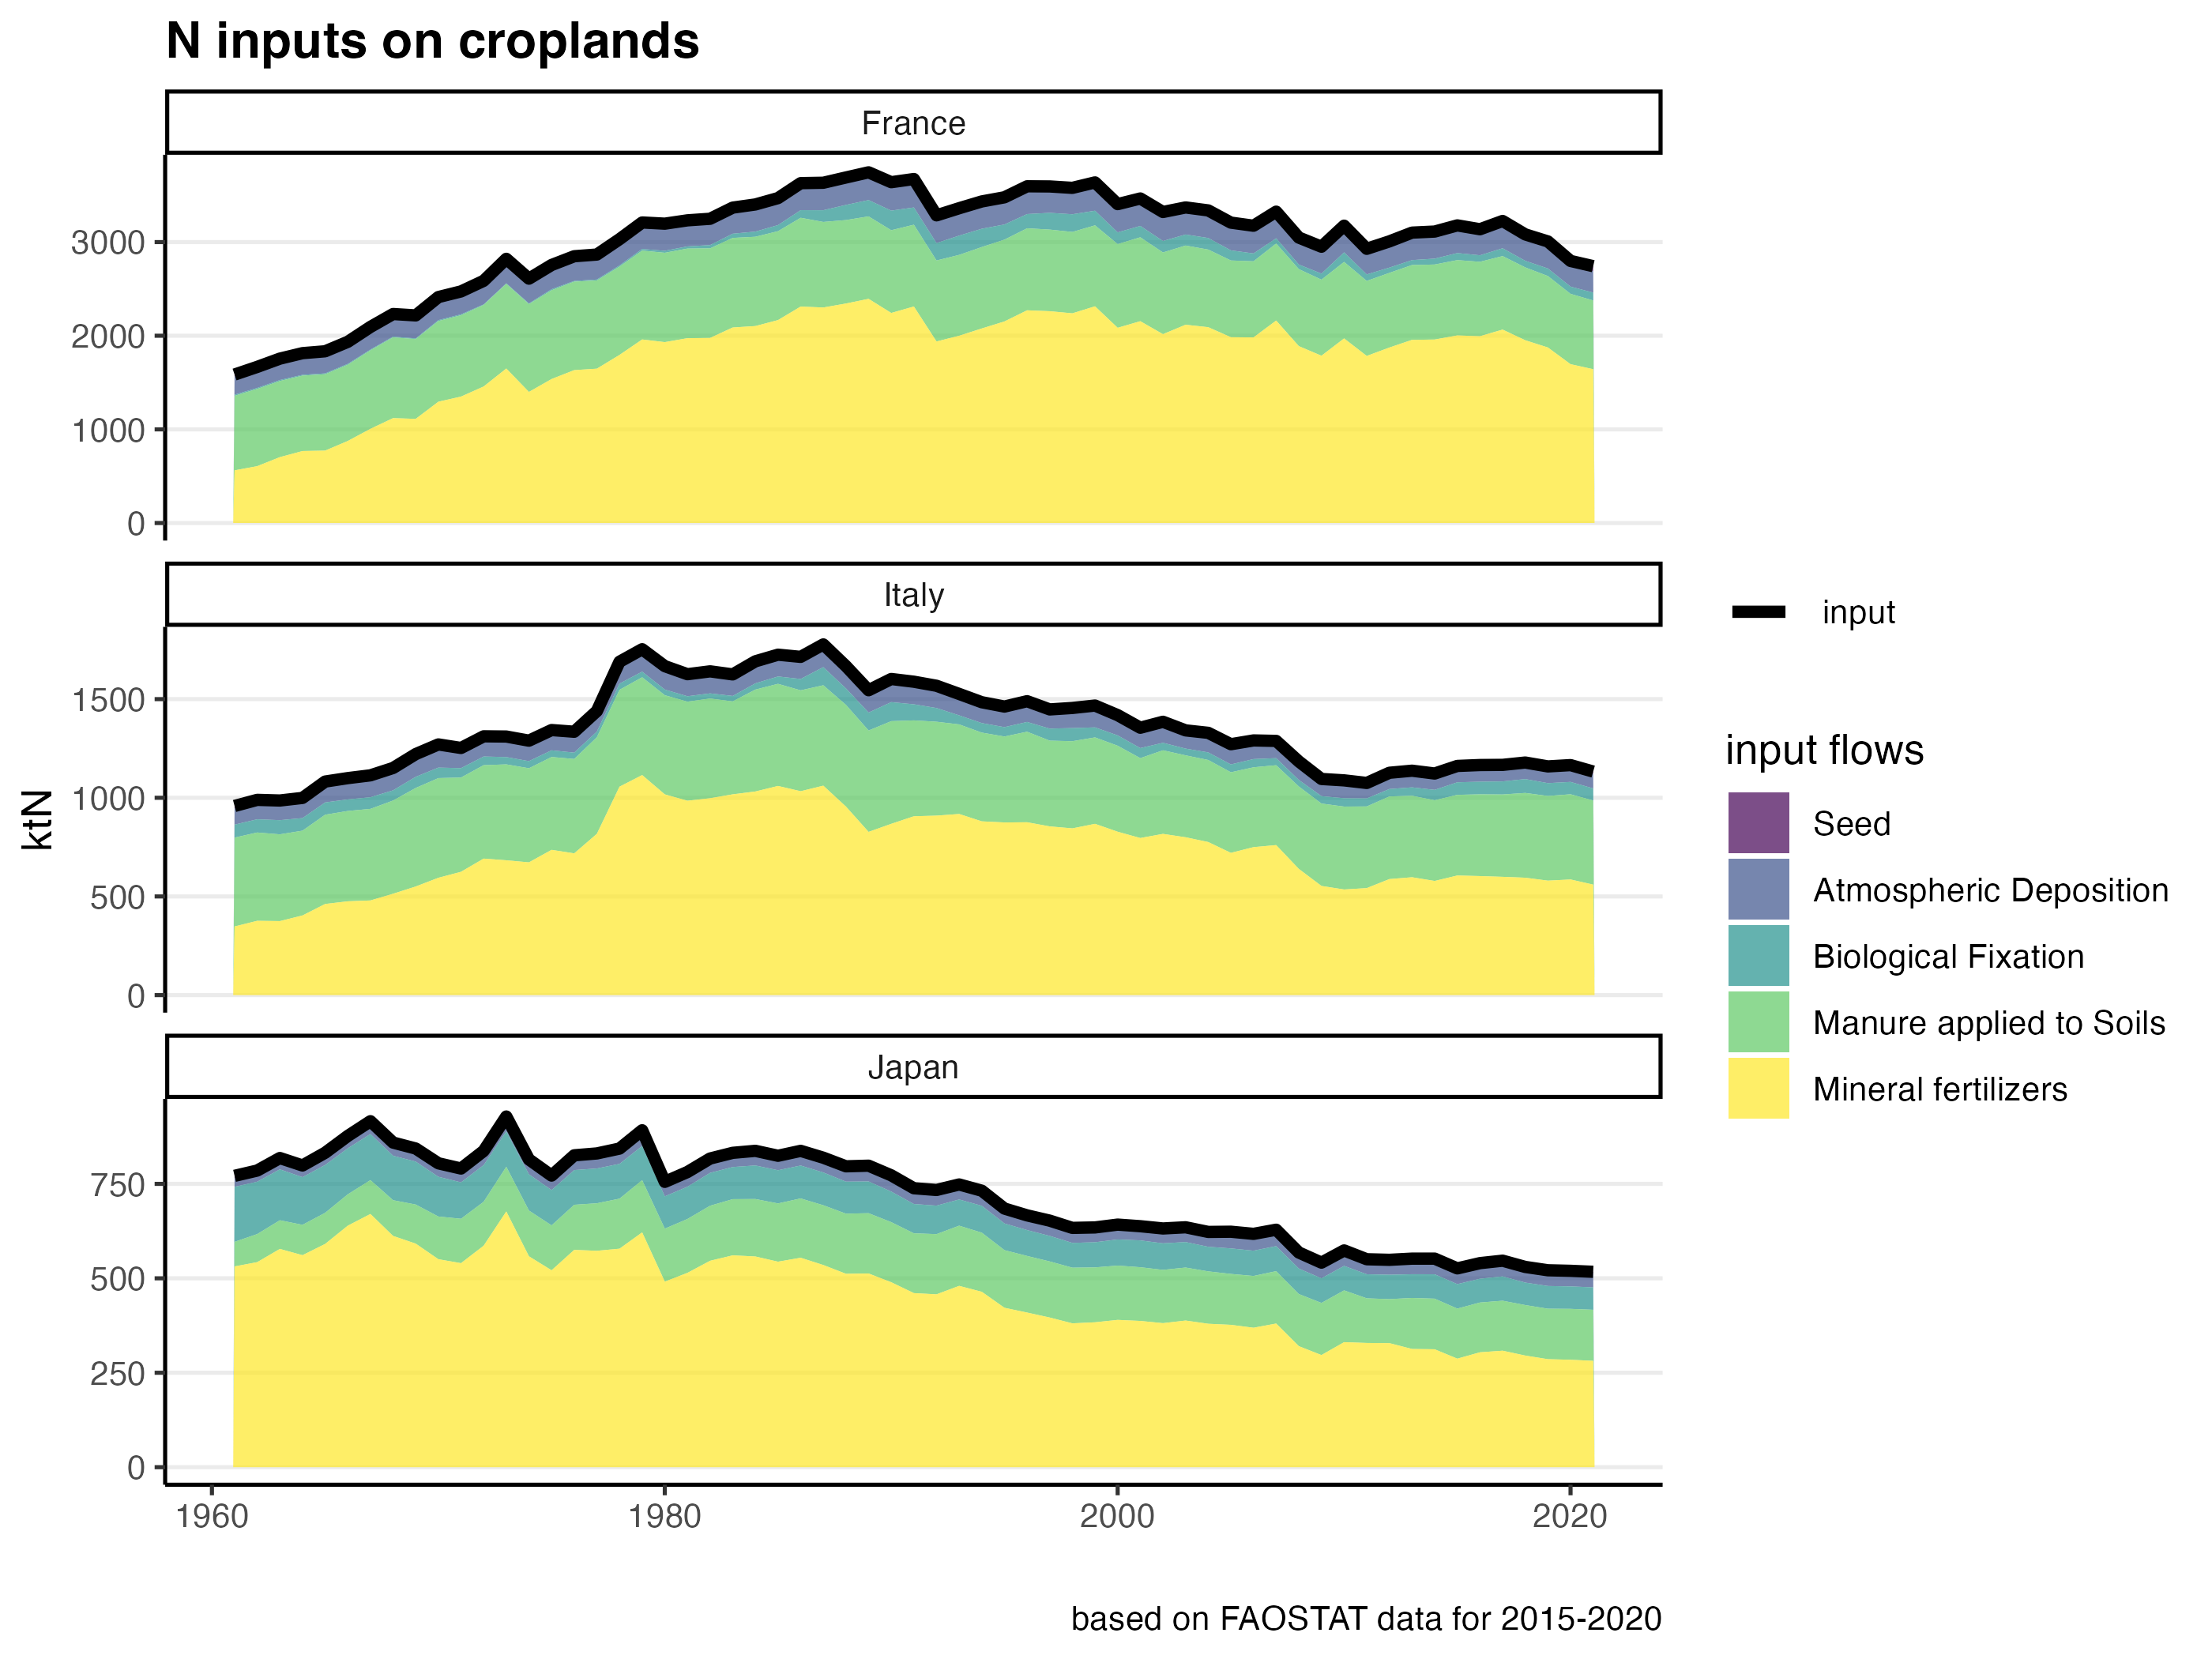 N inputs on croplands
France
3000
2000
1000
0
Italy
ktN
1500
1000
500
0
Japan
750
500
250
0
1960 1980 2000 2020
input
input flows
Seed
Atmospheric Deposition
Biological Fixation
Manure applied to Soils
Mineral fertilizers
based on FAOSTAT data for 2015-2020